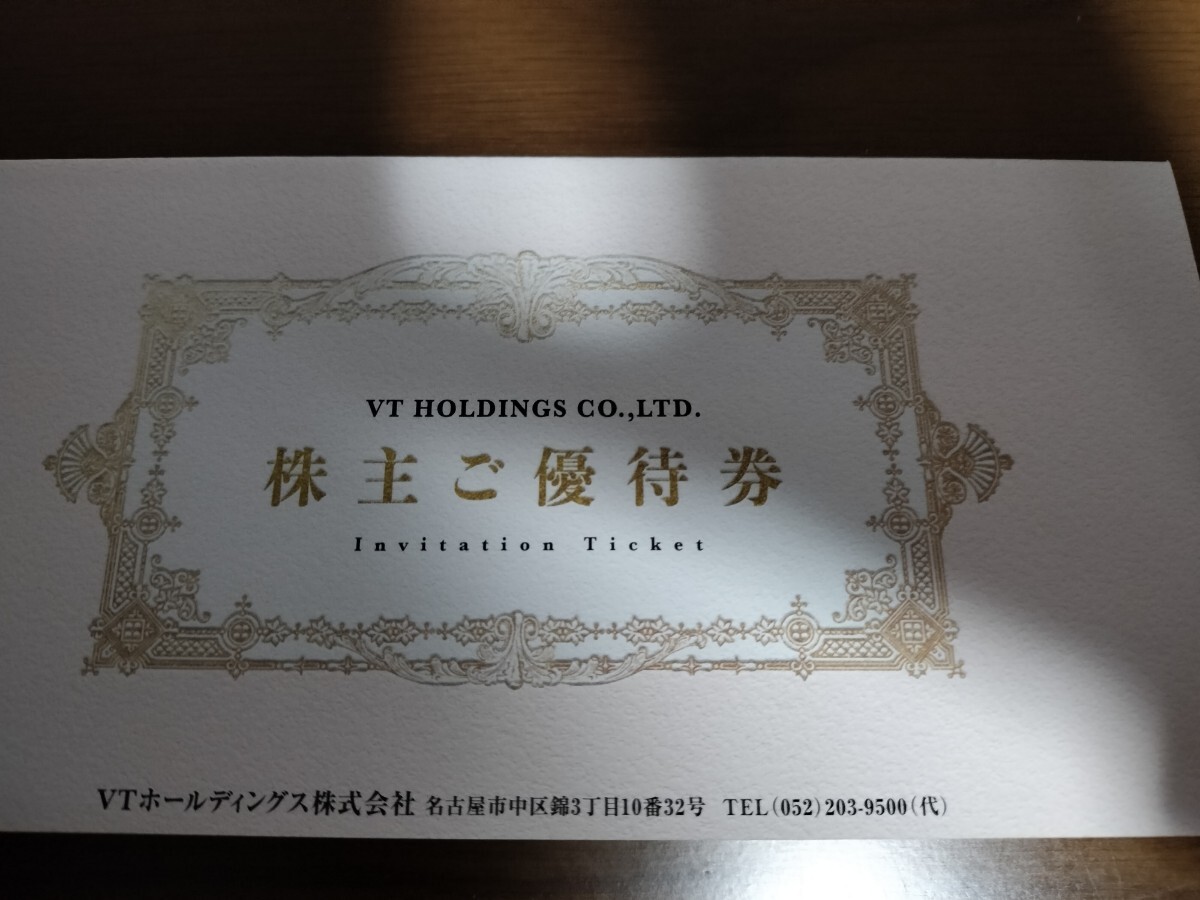 VT HOLDINGS CO.,LTD.
株主ご優待券
Invitation Ticket
VTホールディングス株式会社 名古屋市中区錦3丁目10番32号 TEL(052)203-9500(代)